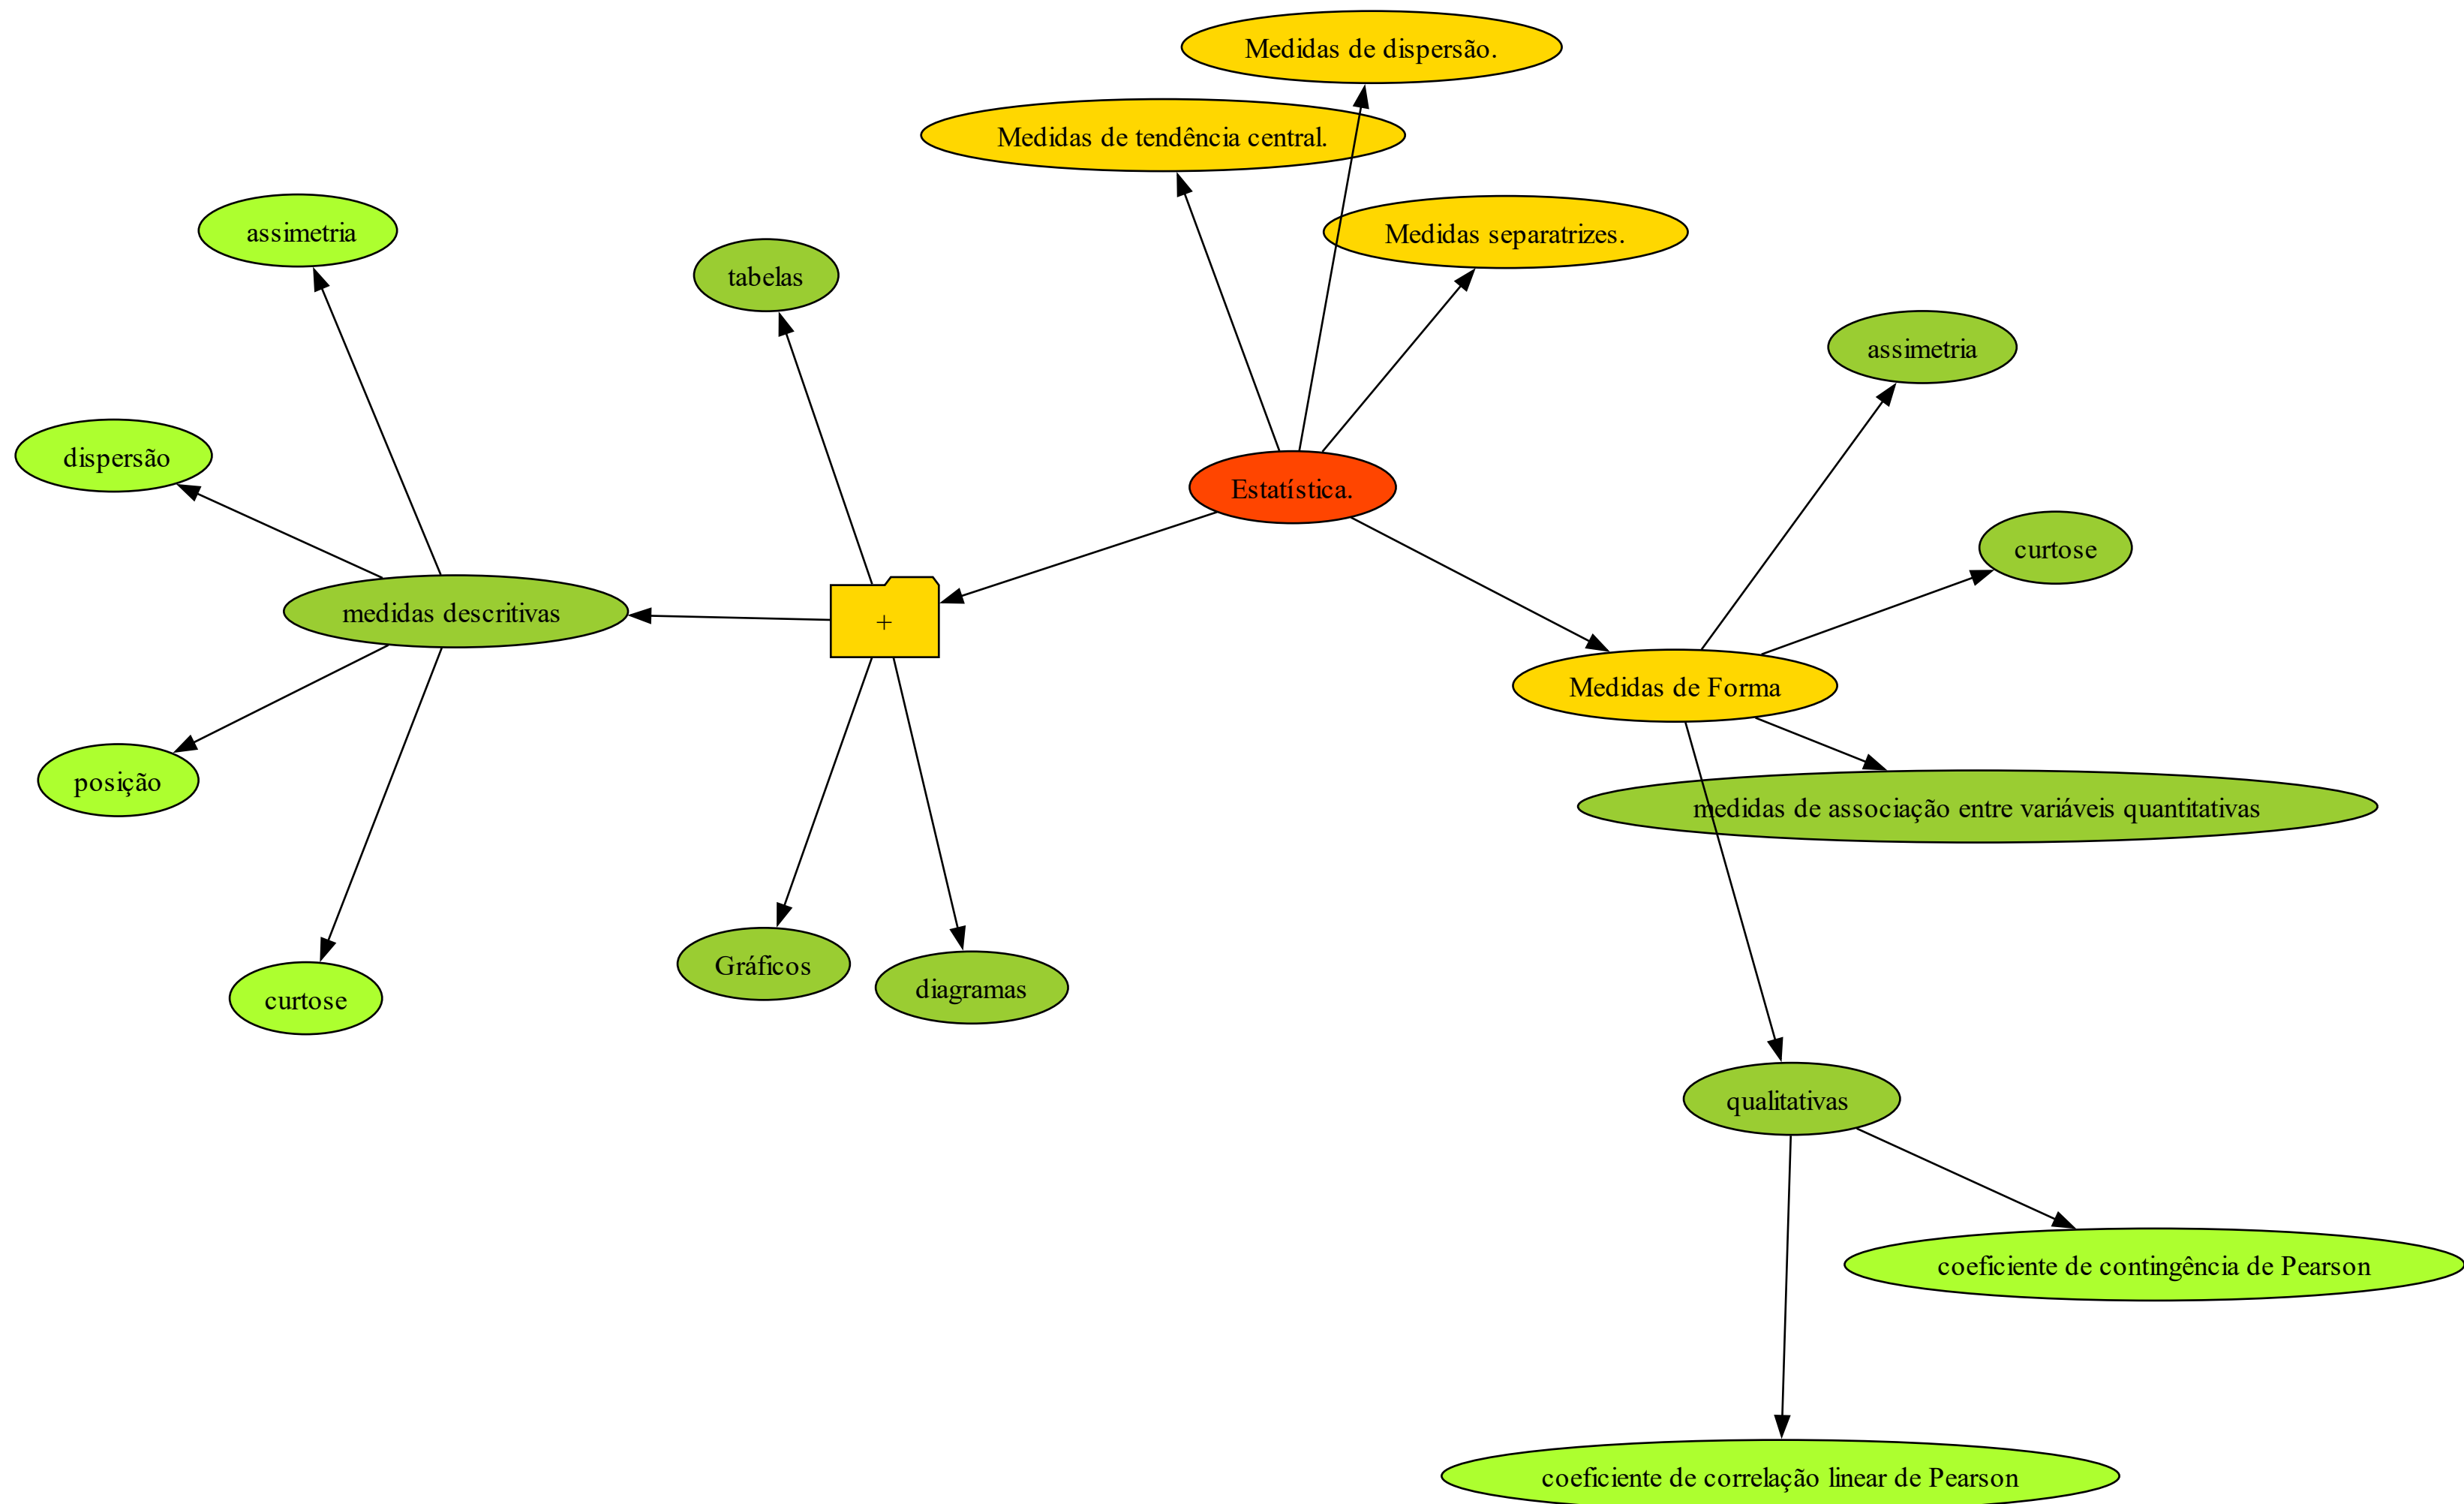 Medidas de dispersão.
Medidas de tendência central.
assimetria
Medidas separatrizes.
tabelas
assimetria
dispersão
Estatística.
curtose
medidas descritivas
+
Medidas de Forma
posição
medidas de associação entre variáveis quantitativas
Gráficos
diagramas
curtose
qualitativas
coeficiente de contingência de Pearson
coeficiente de correlação linear de Pearson